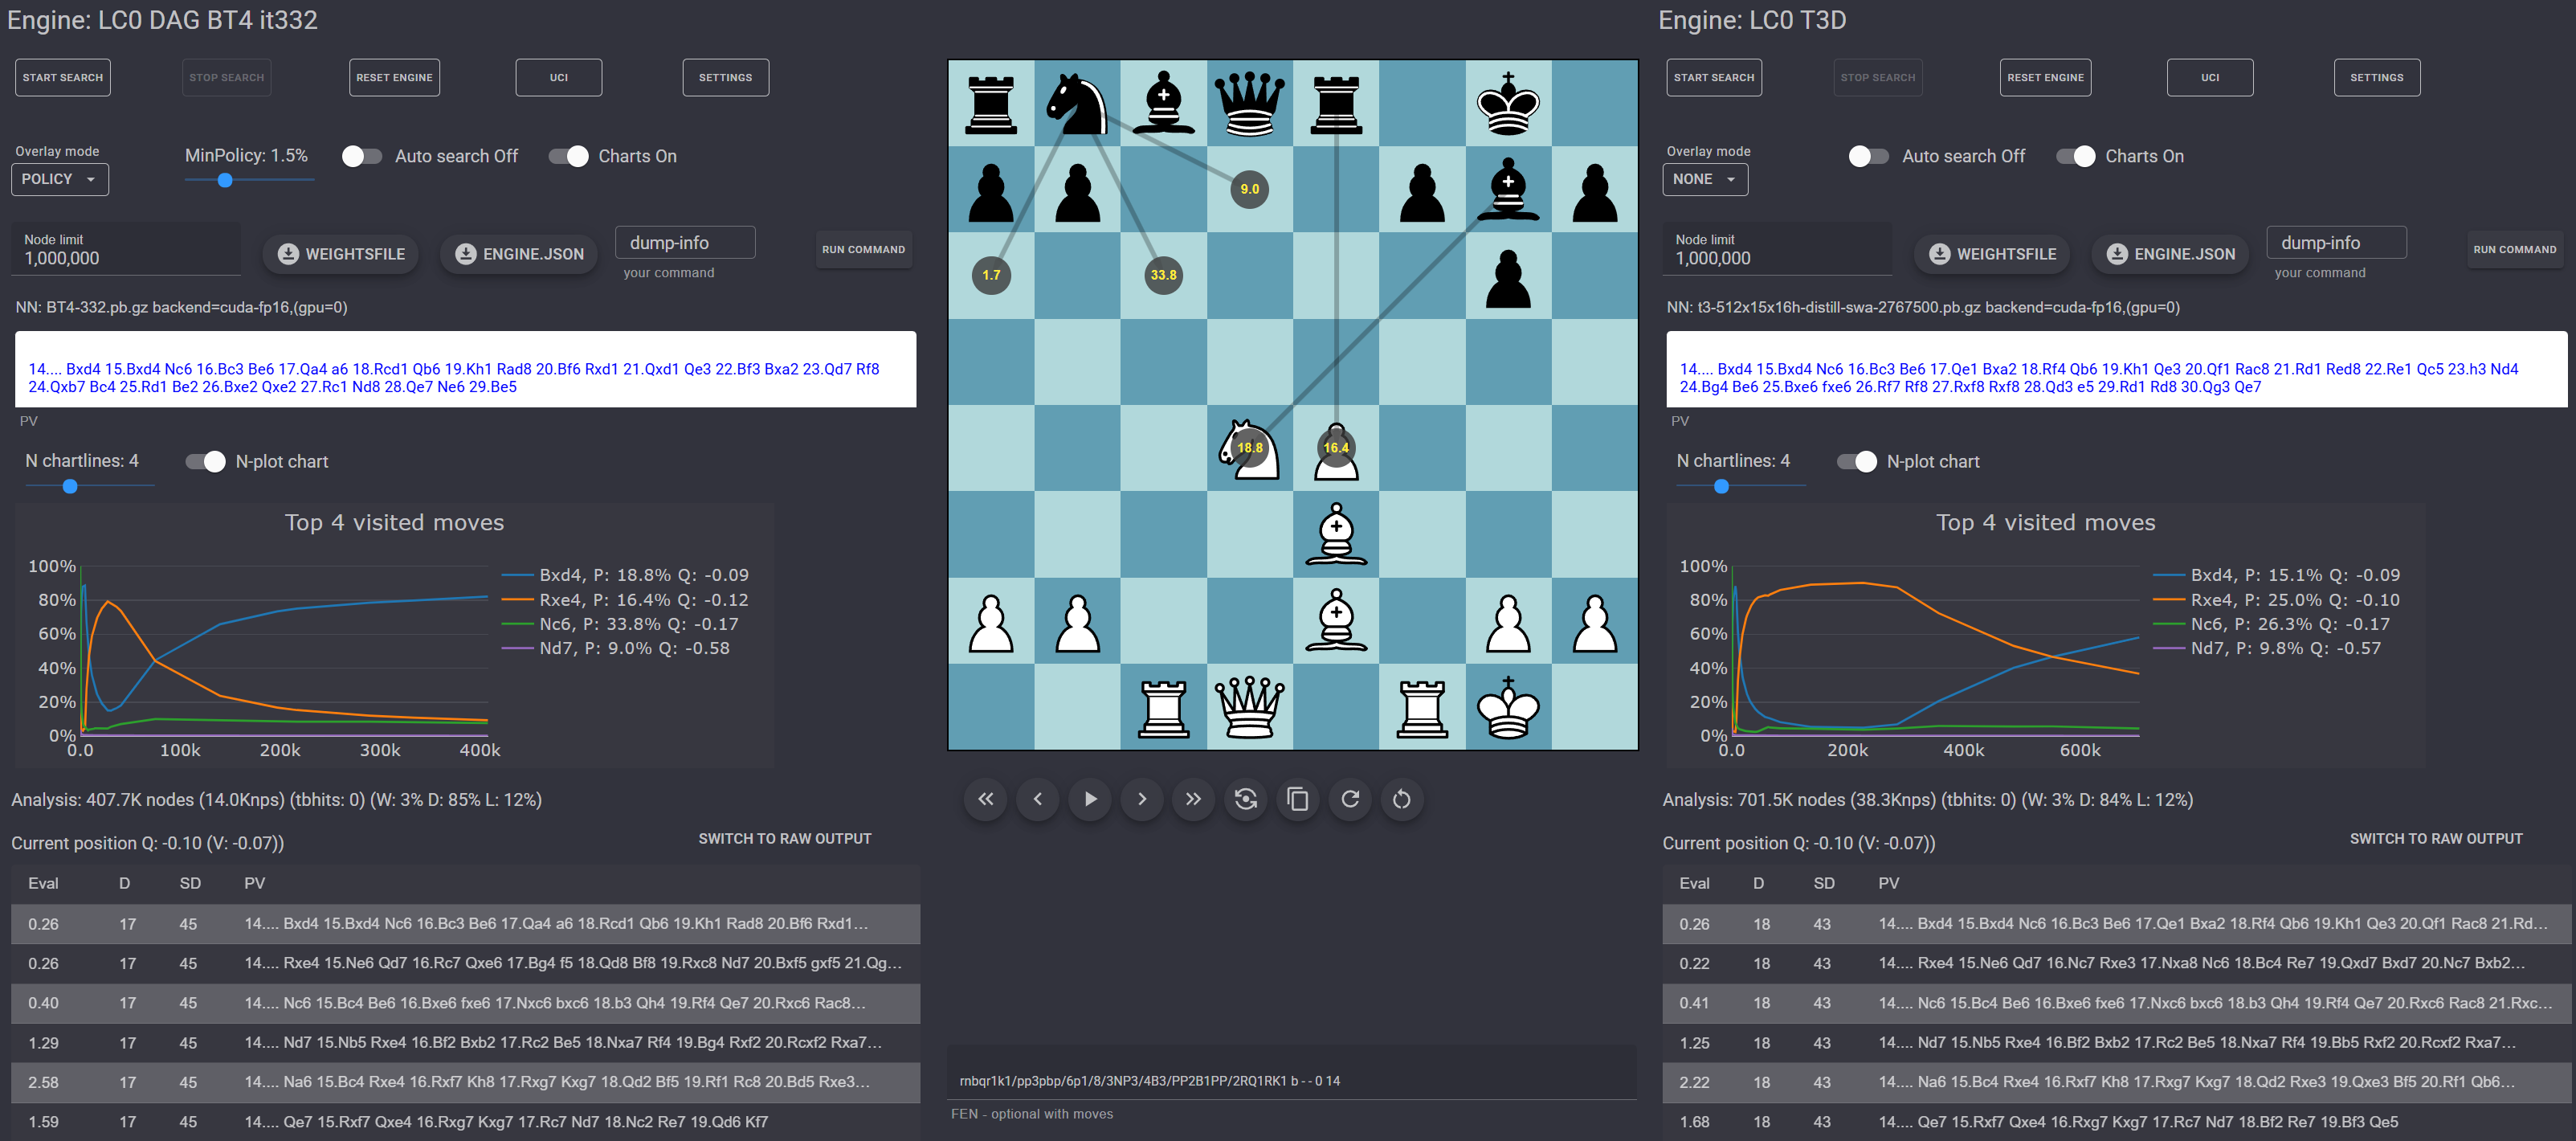 Engine: LC0 DAG BT4 it332
START SEARCH
STOP SEARCH
RESET ENGINE
UCI
SETTINGS
Overlay mode
POLICY
MinPolicy: 1.5%
Auto search Off
Charts On
Node limit
1,000,000
WEIGHTSFILE
ENGINE.JSON
dump-info
your command
RUN COMMAND
NN: BT4-332.pb.gz backend=cuda-fp16,(gpu=0)
14.... Bxd4 15.Bxd4 Nc6 16.Bc3 Be6 17.Qa4 a6 18.Rcd1 Qb6 19.Kh1 Rad8 20.Bf6 Rxd1 21.Qxd1 Qe3 22.Bf3 Bxa2 23.Qd7 Rf8
24.Qxb7 Bc4 25.Rd1 Be2 26.Bxe2 Qxe2 27.Rc1 Nd8 28.Qe7 Ne6 29.Be5
PV
N chartlines: 4
N-plot chart
Top 4 visited moves
100%
80%
60%
40%
20%
0%
0.0
100k
200k
300k
400k
Bxd4, P: 18.8% Q: -0.09
Rxe4, P: 16.4% Q: -0.12
Nc6, P: 33.8% Q: -0.17
Nd7, P: 9.0% Q: -0.58
Analysis: 407.7K nodes (14.0Knps) (tbhits: 0) (W: 3% D: 85% L: 12%)
Current position Q: -0.10 (V: -0.07))
SWITCH TO RAW OUTPUT
Eval D SD PV
0.26 17 45 14.... Bxd4 15.Bxd4 Nc6 16.Bc3 Be6 17.Qa4 a6 18.Rcd1 Qb6 19.Kh1 Rad8 20.Bf6 Rxd1...
0.26 17 45 14.... Rxe4 15.Ne6 Qd7 16.Rc7 Qxe6 17.Bg4 f5 18.Qd8 Bf8 19.Rxc8 Nd7 20.Bxf5 gxf5 21.Qg...
0.40 17 45 14.... Nc6 15.Bc4 Be6 16.Bxe6 fxe6 17.Nxc6 bxc6 18.b3 Qh4 19.Rf4 Qe7 20.Rxc6 Rac8...
1.29 17 45 14.... Nd7 15.Nb5 Rxe4 16.Bf2 Bxb2 17.Rc2 Be5 18.Nxa7 Rf4 19.Bg4 Rxf2 20.Rcxf2 Rxa7...
2.58 17 45 14.... Na6 15.Bc4 Rxe4 16.Rxf7 Kh8 17.Rxg7 Kxg7 18.Qd2 Bf5 19.Rf1 Rc8 20.Bd5 Rxe3...
1.59 17 45 14.... Qe7 15.Rxf7 Qxe4 16.Rxg7 Kxg7 17.Rc7 Nd7 18.Nc2 Re7 19.Qd6 Kf7
9.0
1.7
33.8
18.8
16.4
rnbqr1k1/pp3pbp/6p1/8/3NP3/4B3/PP2B1PP/2RQ1RK1 b - - 0 14
FEN - optional with moves
Engine: LC0 T3D
START SEARCH
STOP SEARCH
RESET ENGINE
UCI
SETTINGS
Overlay mode
NONE
Auto search Off
Charts On
Node limit
1,000,000
WEIGHTSFILE
ENGINE.JSON
dump-info
your command
RUN COMMAND
NN: t3-512x15x16h-distill-swa-2767500.pb.gz backend=cuda-fp16,(gpu=0)
14.... Bxd4 15.Bxd4 Nc6 16.Bc3 Be6 17.Qe1 Bxa2 18.Rf4 Qb6 19.Kh1 Qe3 20.Qf1 Rac8 21.Rd1 Red8 22.Re1 Qc5 23.h3 Nd4
24.Bg4 Be6 25.Bxe6 fxe6 26.Rf7 Rf8 27.Rxf8 Rxf8 28.Qd3 e5 29.Rd1 Rd8 30.Qg3 Qe7
PV
N chartlines: 4
N-plot chart
Top 4 visited moves
100%
80%
60%
40%
20%
0%
0.0
200k
400k
600k
Bxd4, P: 15.1% Q: -0.09
Rxe4, P: 25.0% Q: -0.10
Nc6, P: 26.3% Q: -0.17
Nd7, P: 9.8% Q: -0.57
Analysis: 701.5K nodes (38.3Knps) (tbhits: 0) (W: 3% D: 84% L: 12%)
Current position Q: -0.10 (V: -0.07))
SWITCH TO RAW OUTPUT
Eval D SD PV
0.26 18 43 14.... Bxd4 15.Bxd4 Nc6 16.Bc3 Be6 17.Qe1 Bxa2 18.Rf4 Qb6 19.Kh1 Qe3 20.Qf1 Rac8 21.Rd...
0.22 18 43 14.... Rxe4 15.Ne6 Qd7 16.Nc7 Rxe3 17.Nxa8 Nc6 18.Bc4 Re7 19.Qxd7 Bxd7 20.Nc7 Bxb2...
0.41 18 43 14.... Nc6 15.Bc4 Be6 16.Bxe6 fxe6 17.Nxc6 bxc6 18.b3 Qh4 19.Rf4 Qe7 20.Rxc6 Rac8 21.Rxc...
1.25 18 43 14.... Nd7 15.Nb5 Rxe4 16.Bf2 Bxb2 17.Rc2 Be5 18.Nxa7 Rf4 19.Bb5 Rxf2 20.Rcxf2 Rxa7...
2.22 18 43 14.... Na6 15.Bc4 Rxe4 16.Rxf7 Kh8 17.Rxg7 Kxg7 18.Qd2 Rxe3 19.Qxe3 Bf5 20.Rf1 Qb6...
1.68 18 43 14.... Qe7 15.Rxf7 Qxe4 16.Rxg7 Kxg7 17.Rc7 Nd7 18.Bf2 Re7 19.Bf3 Qe5